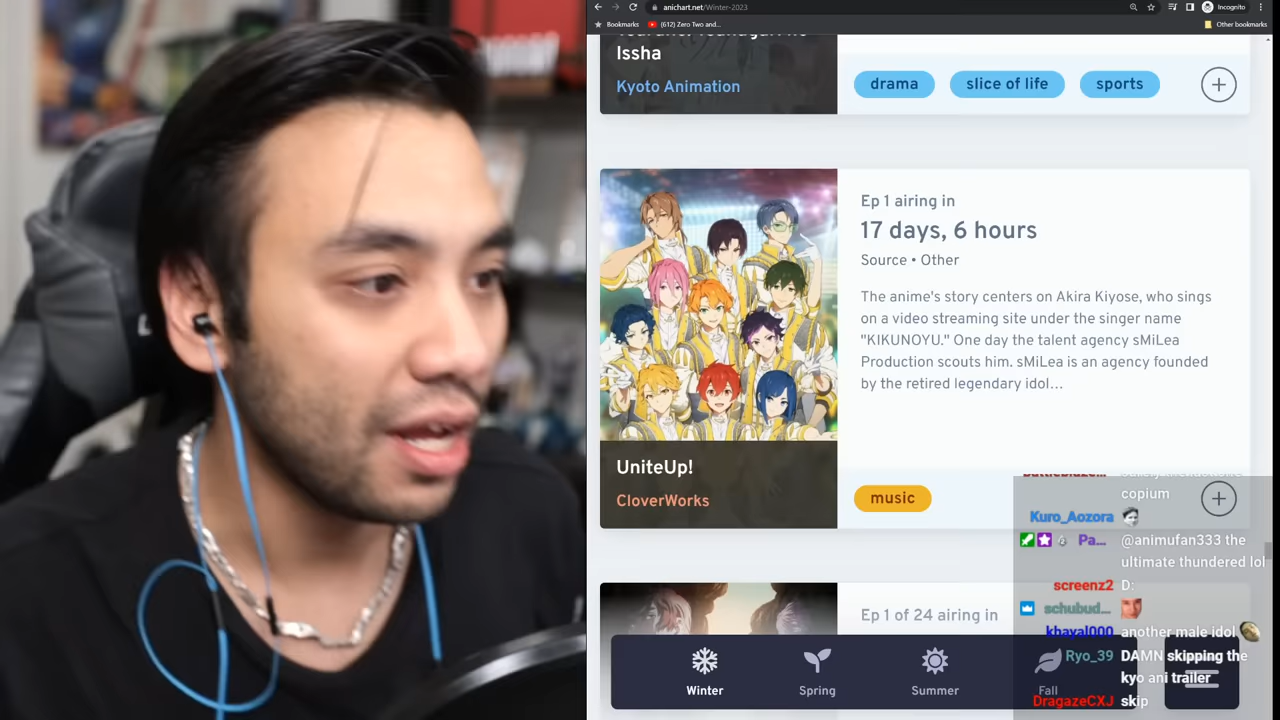 anichart.net/Winter-2023
Incognito
Bookmarks
(612) Zero Two and...
Other bookmarks
Issha
Kyoto Animation
drama
slice of life
sports
Ep 1 airing in
17 days, 6 hours
Source • Other
The anime's story centers on Akira Kiyose, who sings
on a video streaming site under the singer name
"KIKUNOYU." One day the talent agency sMiLea
Production scouts him. sMiLea is an agency founded
by the retired legendary idol...
UniteUp!
CloverWorks
music
copium
Kuro_Aozora
Pa... @animufan333 the
ultimate thundered lol
screenz2 D:
schubud...
khayal000 another male idol
Ryo_39 DAMN skipping the
kyo ani trailer
DragazeCXJ skip
Ep 1 of 24 airing in
Winter
Spring
Summer
Fall